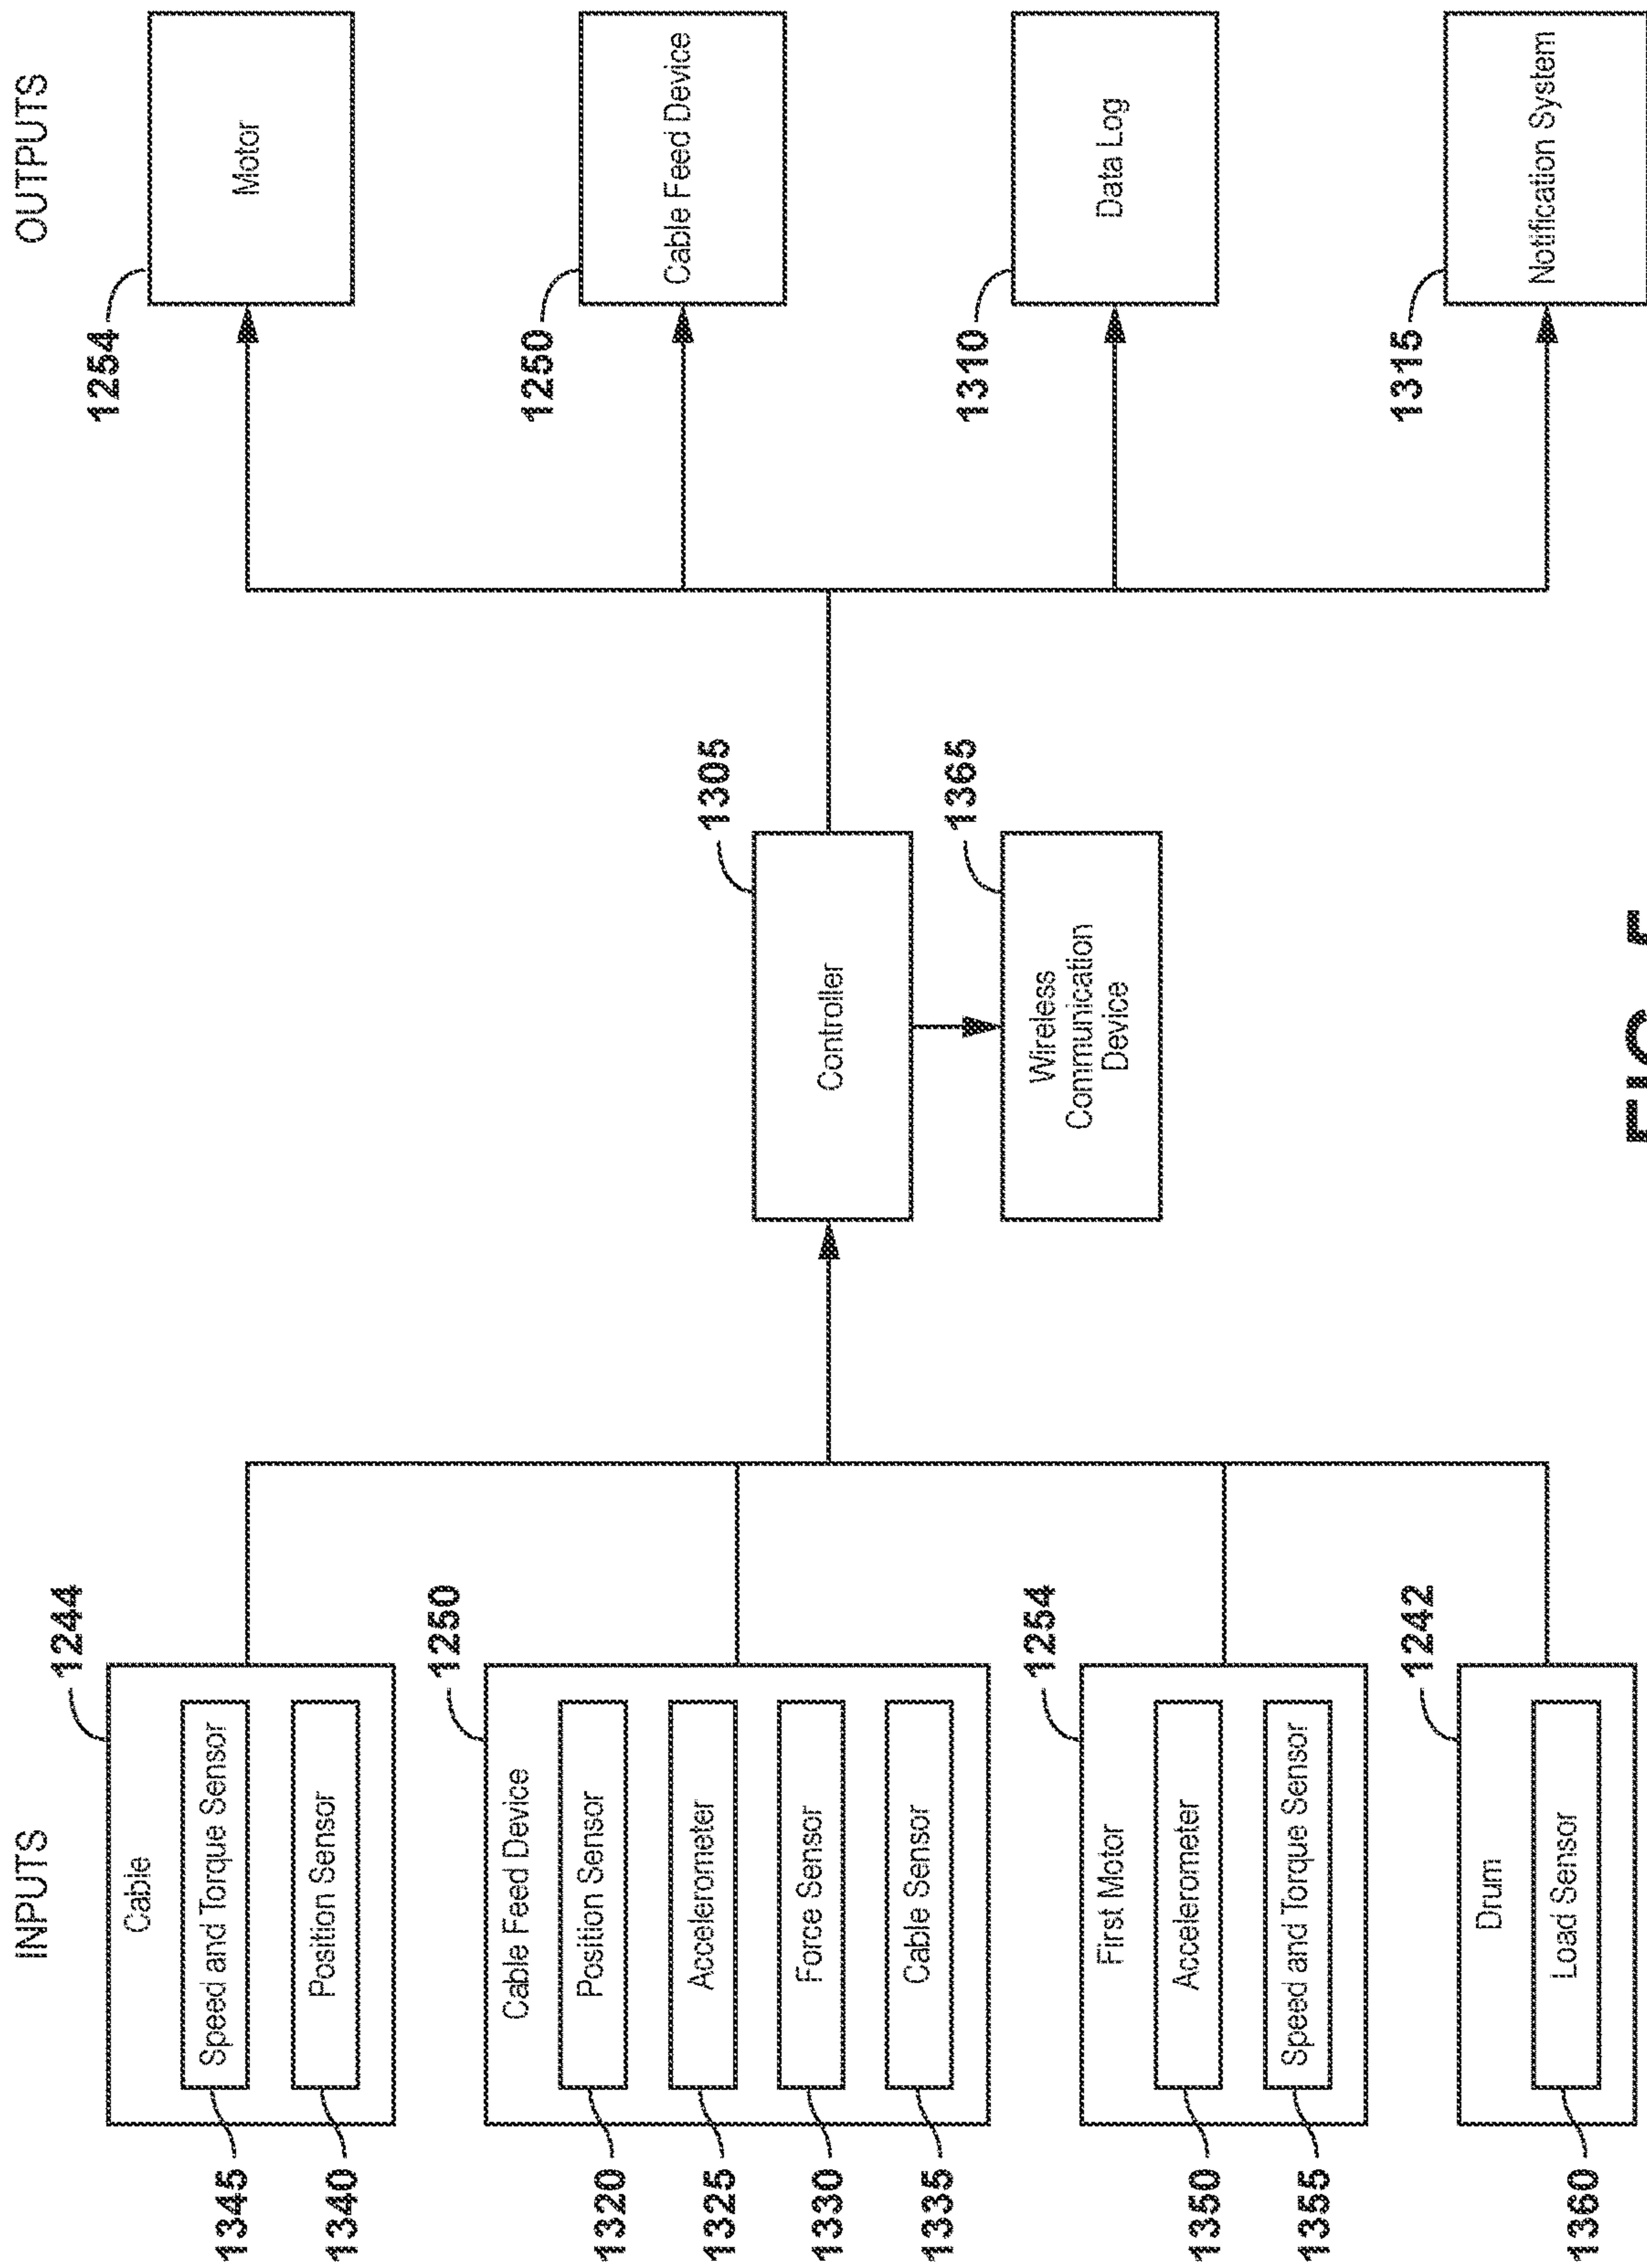 INPUTS
1244
Cable
1345
Speed and Torque Sensor
1340
Position Sensor
1250
Cable Feed Device
1320
Position Sensor
1325
Accelerometer
1330
Force Sensor
1335
Cable Sensor
1254
First Motor
1350
Accelerometer
1355
Speed and Torque Sensor
1242
Drum
1360
Load Sensor
1305
Controller
1365
Wireless
Communication
Device
OUTPUTS
1254
Motor
1250
Cable Feed Device
1310
Data Log
1315
Notification System